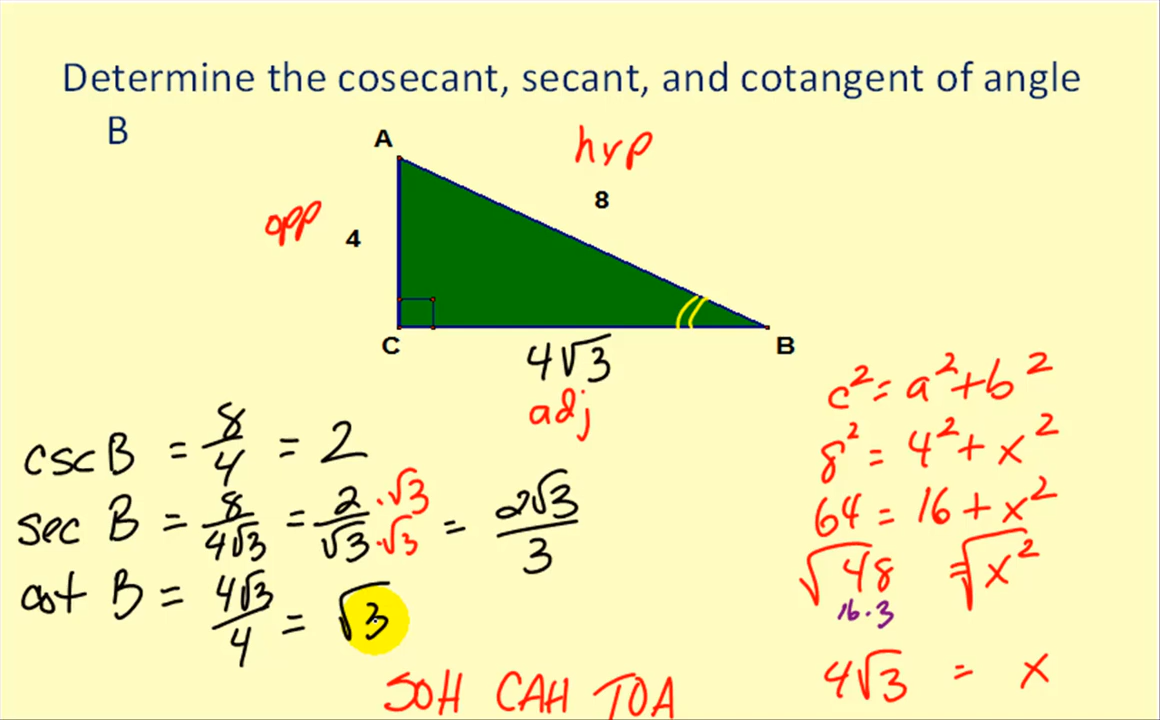 Determine the cosecant, secant, and cotangent of angle
B
A
hyp
8
opp
4
C
B
4√3
adj
c² = a² + b²
8² = 4² + x²
64 = 16 + x²
√48 = √x²
16·3
4√3 = x
csc B = 8/4 = 2
sec B = 8/4√3 = 2/√3 ·√3/·√3 = 2√3/3
cot B = 4√3/4 = √3
SOH CAH TOA